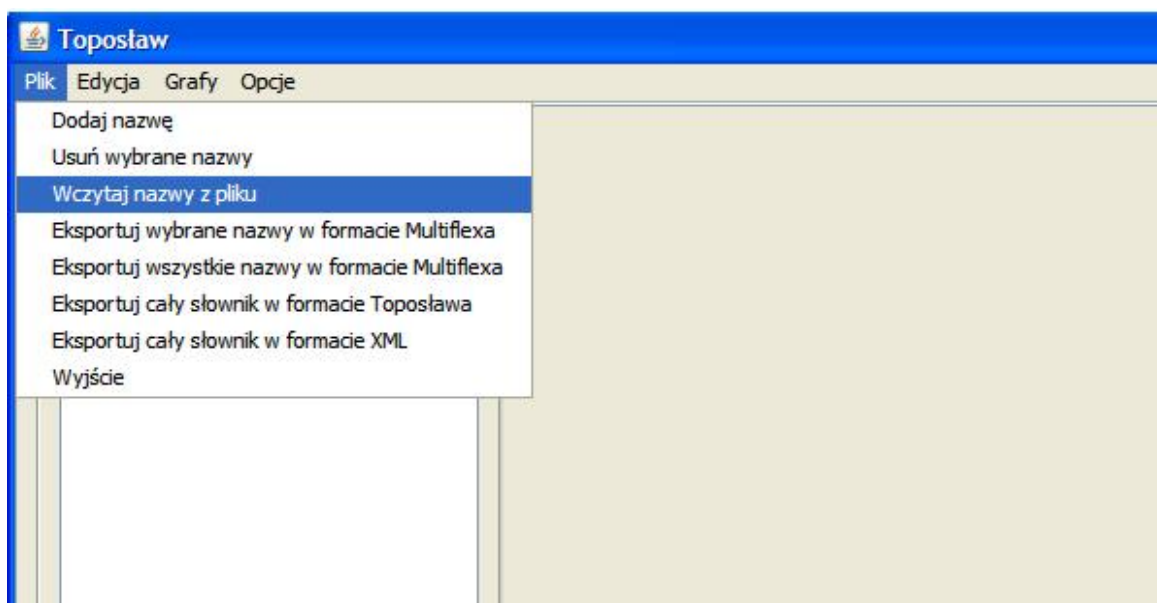 Toposław
Plik Edycja Grafy Opcje
Dodaj nazwę
Usuń wybrane nazwy
Wczytaj nazwy z pliku
Eksportuj wybrane nazwy w formacie Multiflexa
Eksportuj wszystkie nazwy w formacie Multiflexa
Eksportuj cały słownik w formacie Toposława
Eksportuj cały słownik w formacie XML
Wyjście